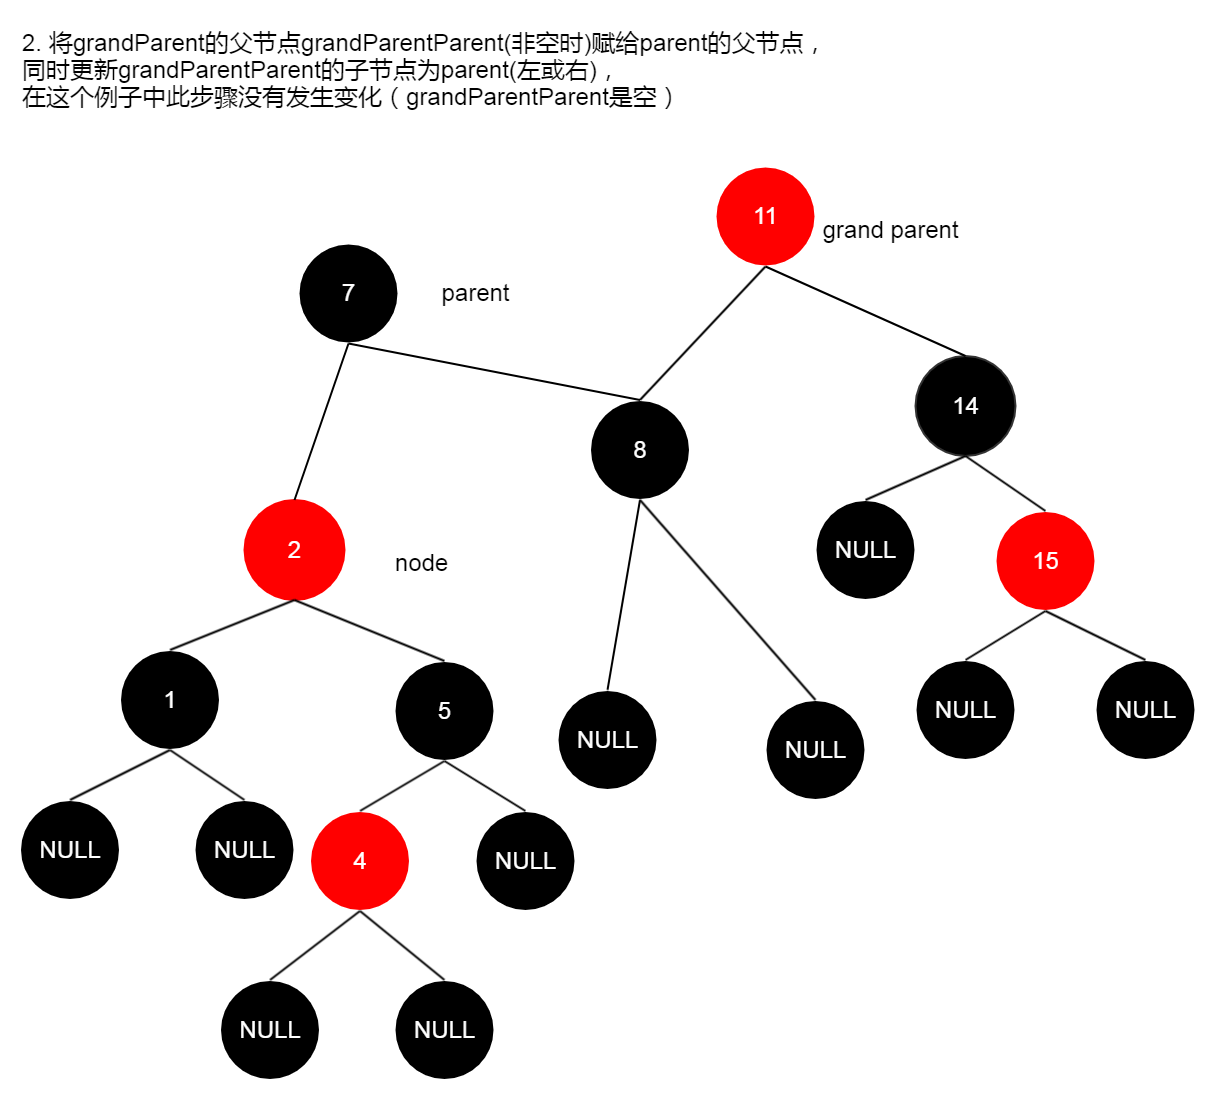 2. 将grandParent的父节点grandParentParent(非空时)赋给parent的父节点，
同时更新grandParentParent的子节点为parent(左或右)，
在这个例子中此步骤没有发生变化（grandParentParent是空）
11
grand parent
7
parent
14
8
2
node
NULL
15
1
5
NULL
NULL
NULL
NULL
NULL
NULL
4
NULL
NULL
NULL